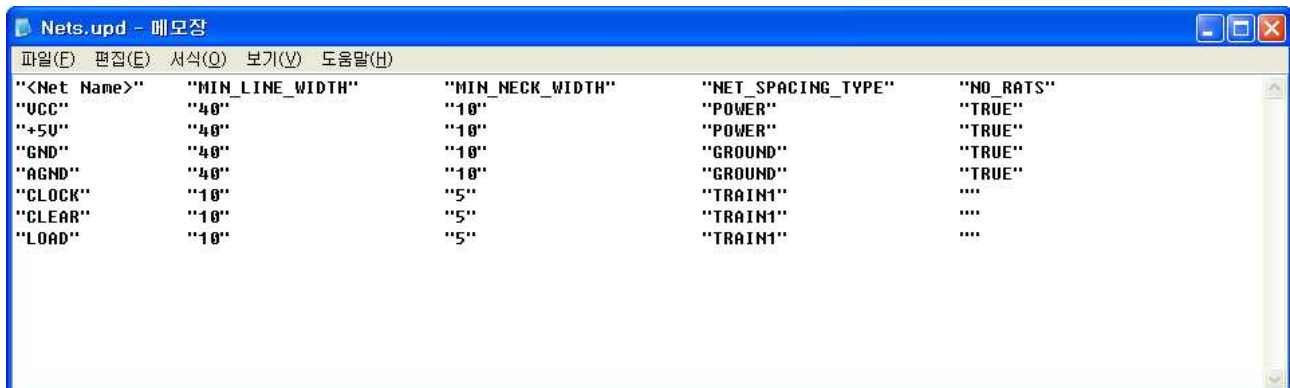 Nets.upd - 메모장
파일(F) 편집(E) 서식(O) 보기(V) 도움말(H)
"<Net Name>" "MIN_LINE_WIDTH" "MIN_NECK_WIDTH" "NET_SPACING_TYPE" "NO_RATS"
"VCC" "40" "10" "POWER" "TRUE"
"+5V" "40" "10" "POWER" "TRUE"
"GND" "40" "10" "GROUND" "TRUE"
"AGND" "40" "10" "GROUND" "TRUE"
"CLOCK" "10" "5" "TRAIN1" ""
"CLEAR" "10" "5" "TRAIN1" ""
"LOAD" "10" "5" "TRAIN1" ""